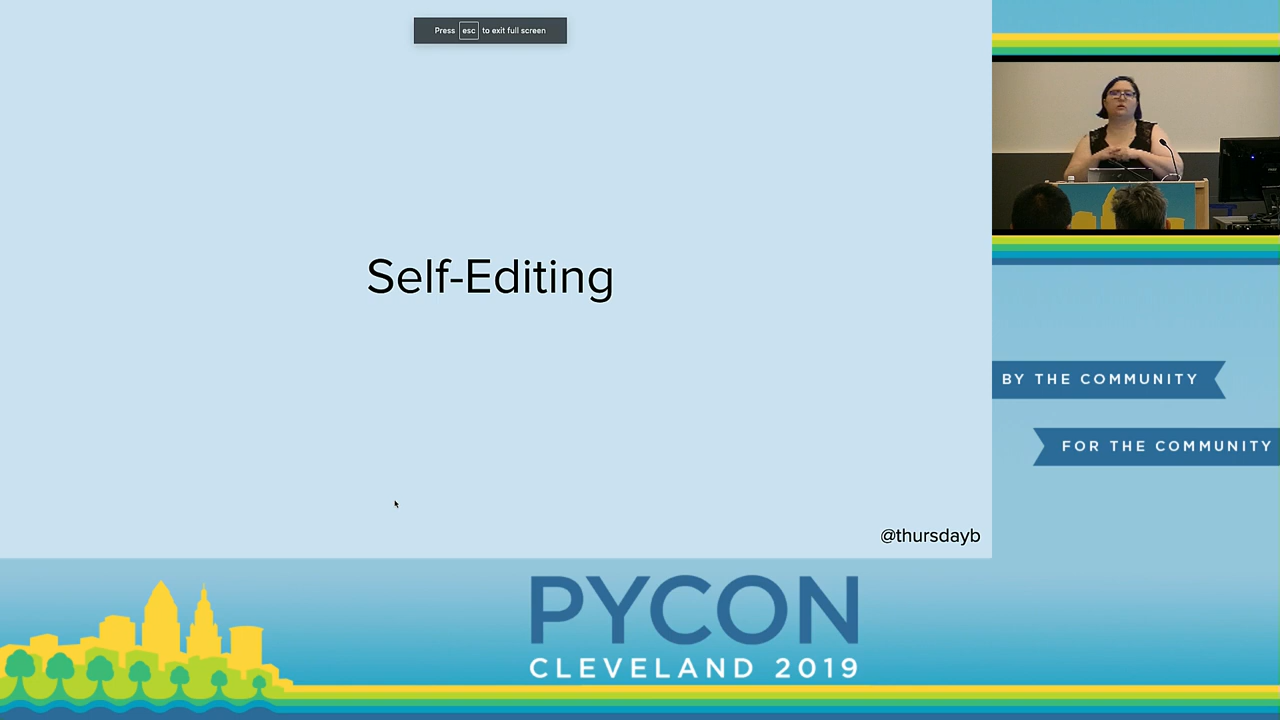 Press esc to exit full screen
Self-Editing
@thursdayb
BY THE COMMUNITY
FOR THE COMMUNITY
PYCON
CLEVELAND 2019